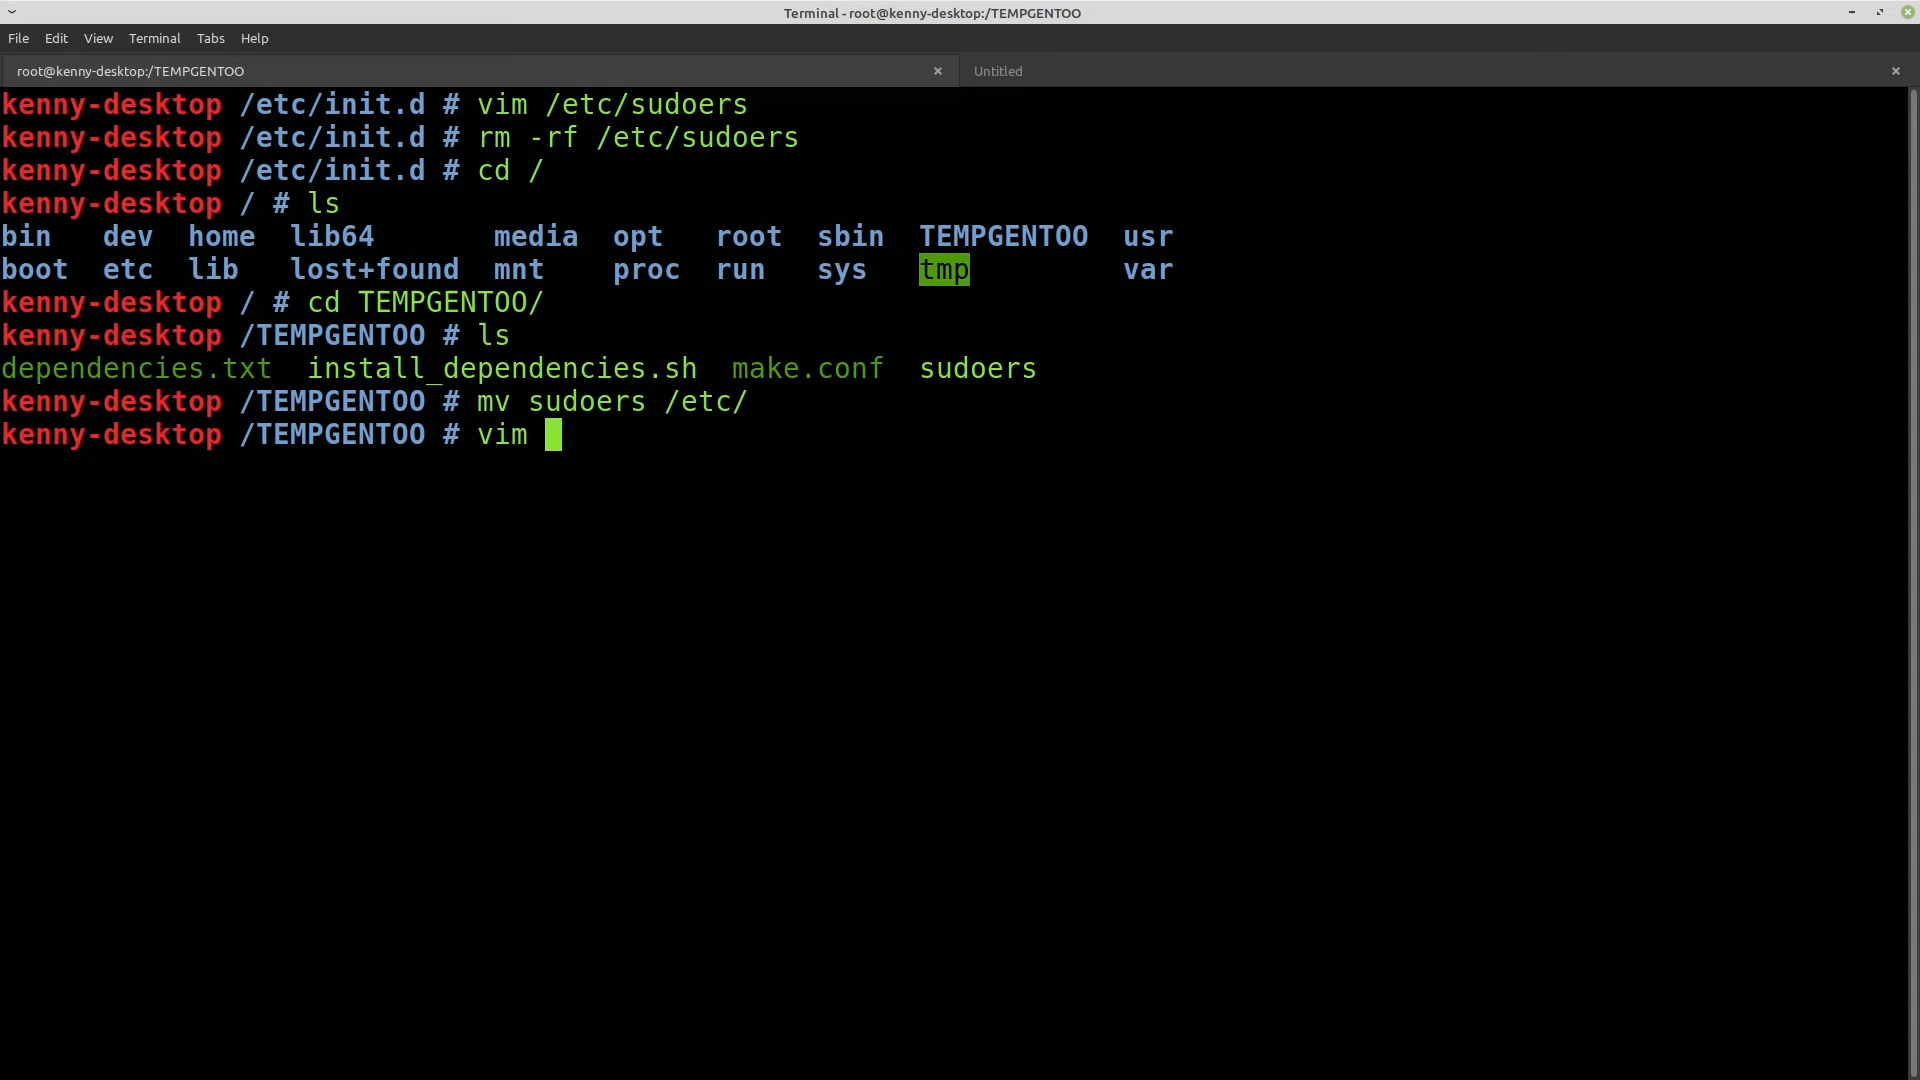 Terminal - root@kenny-desktop:/TEMPGENTOO
File Edit View Terminal Tabs Help
root@kenny-desktop:/TEMPGENTOO Untitled
kenny-desktop /etc/init.d # vim /etc/sudoers
kenny-desktop /etc/init.d # rm -rf /etc/sudoers
kenny-desktop /etc/init.d # cd /
kenny-desktop / # ls
bin dev home lib64 media opt root sbin TEMPGENTOO usr
boot etc lib lost+found mnt proc run sys tmp var
kenny-desktop / # cd TEMPGENTOO/
kenny-desktop /TEMPGENTOO # ls
dependencies.txt install_dependencies.sh make.conf sudoers
kenny-desktop /TEMPGENTOO # mv sudoers /etc/
kenny-desktop /TEMPGENTOO # vim